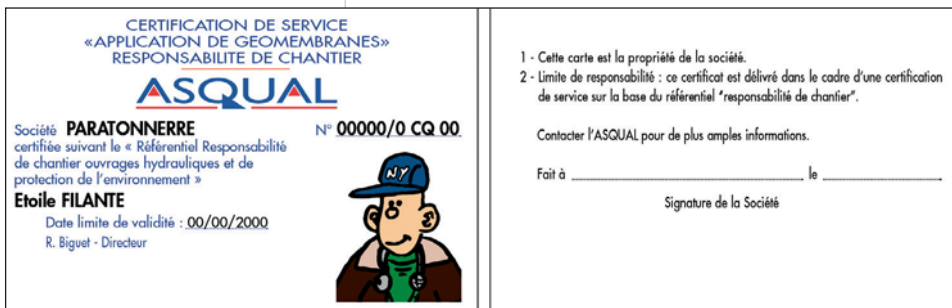 CERTIFICATION DE SERVICE
«APPLICATION DE GEOMEMBRANES»
RESPONSABILITE DE CHANTIER
ASQUAL
Société PARATONNERRE N° 00000/0 CQ 00
certifiée suivant le « Référentiel Responsabilité
de chantier ouvrages hydrauliques et de
protection de l'environnement »
Etoile FILANTE
Date limite de validité : 00/00/2000
R. Biguet - Directeur
NY
1 - Cette carte est la propriété de la société.
2 - Limite de responsabilité : ce certificat est délivré dans le cadre d'une certification
de service sur la base du référentiel "responsabilité de chantier".
Contacter l'ASQUAL pour de plus amples informations.
Fait à le
Signature de la Société